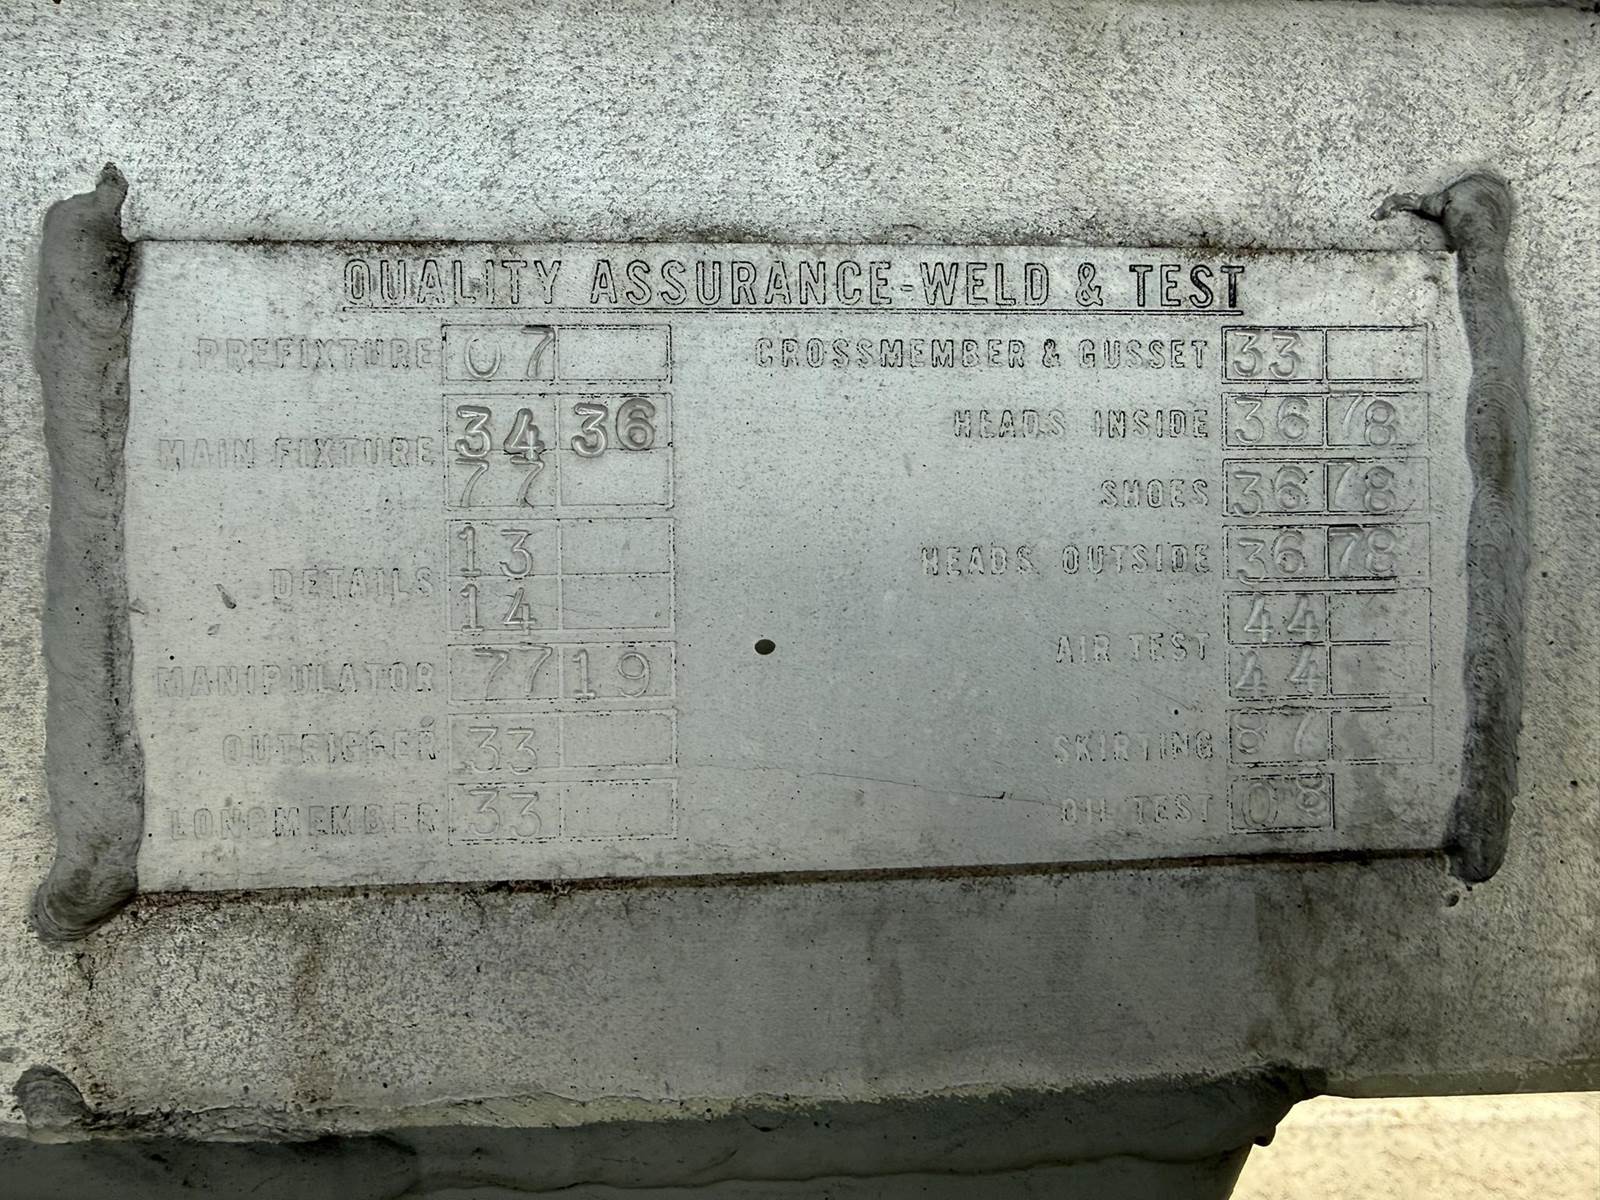 QUALITY ASSURANCE-WELD & TEST
PREFIXTURE 07
MAIN FIXTURE 34 36
77
DETAILS 13
14
MANIPULATOR 77 19
OUTRIGGER 33
LONGMEMBER 33
CROSSMEMBER & GUSSET 33
HEADS INSIDE 36 78
SHOES 36 78
HEADS OUTSIDE 36 78
AIR TEST 44
44
SKIRTING 87
OIL TEST 08